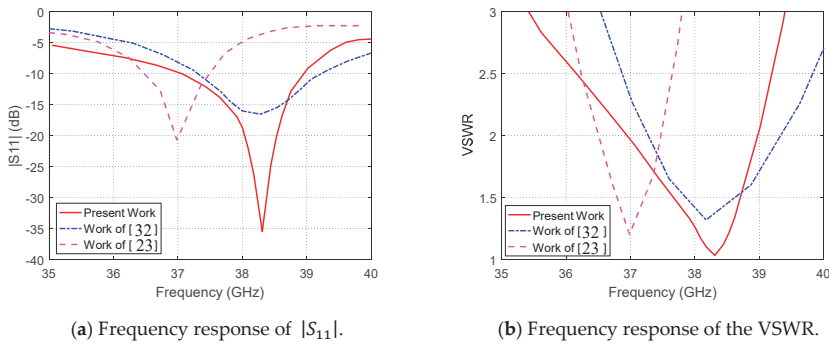 0
-5
-10
-15
-20
-25
-30
-35
-40
|S11| (dB)
Present Work
Work of [32]
Work of [23]
35 36 37 38 39 40
Frequency (GHz)
(a) Frequency response of |S11|.
3
2.5
2
1.5
1
VSWR
Present Work
Work of [32]
Work of [23]
35 36 37 38 39 40
Frequency (GHz)
(b) Frequency response of the VSWR.